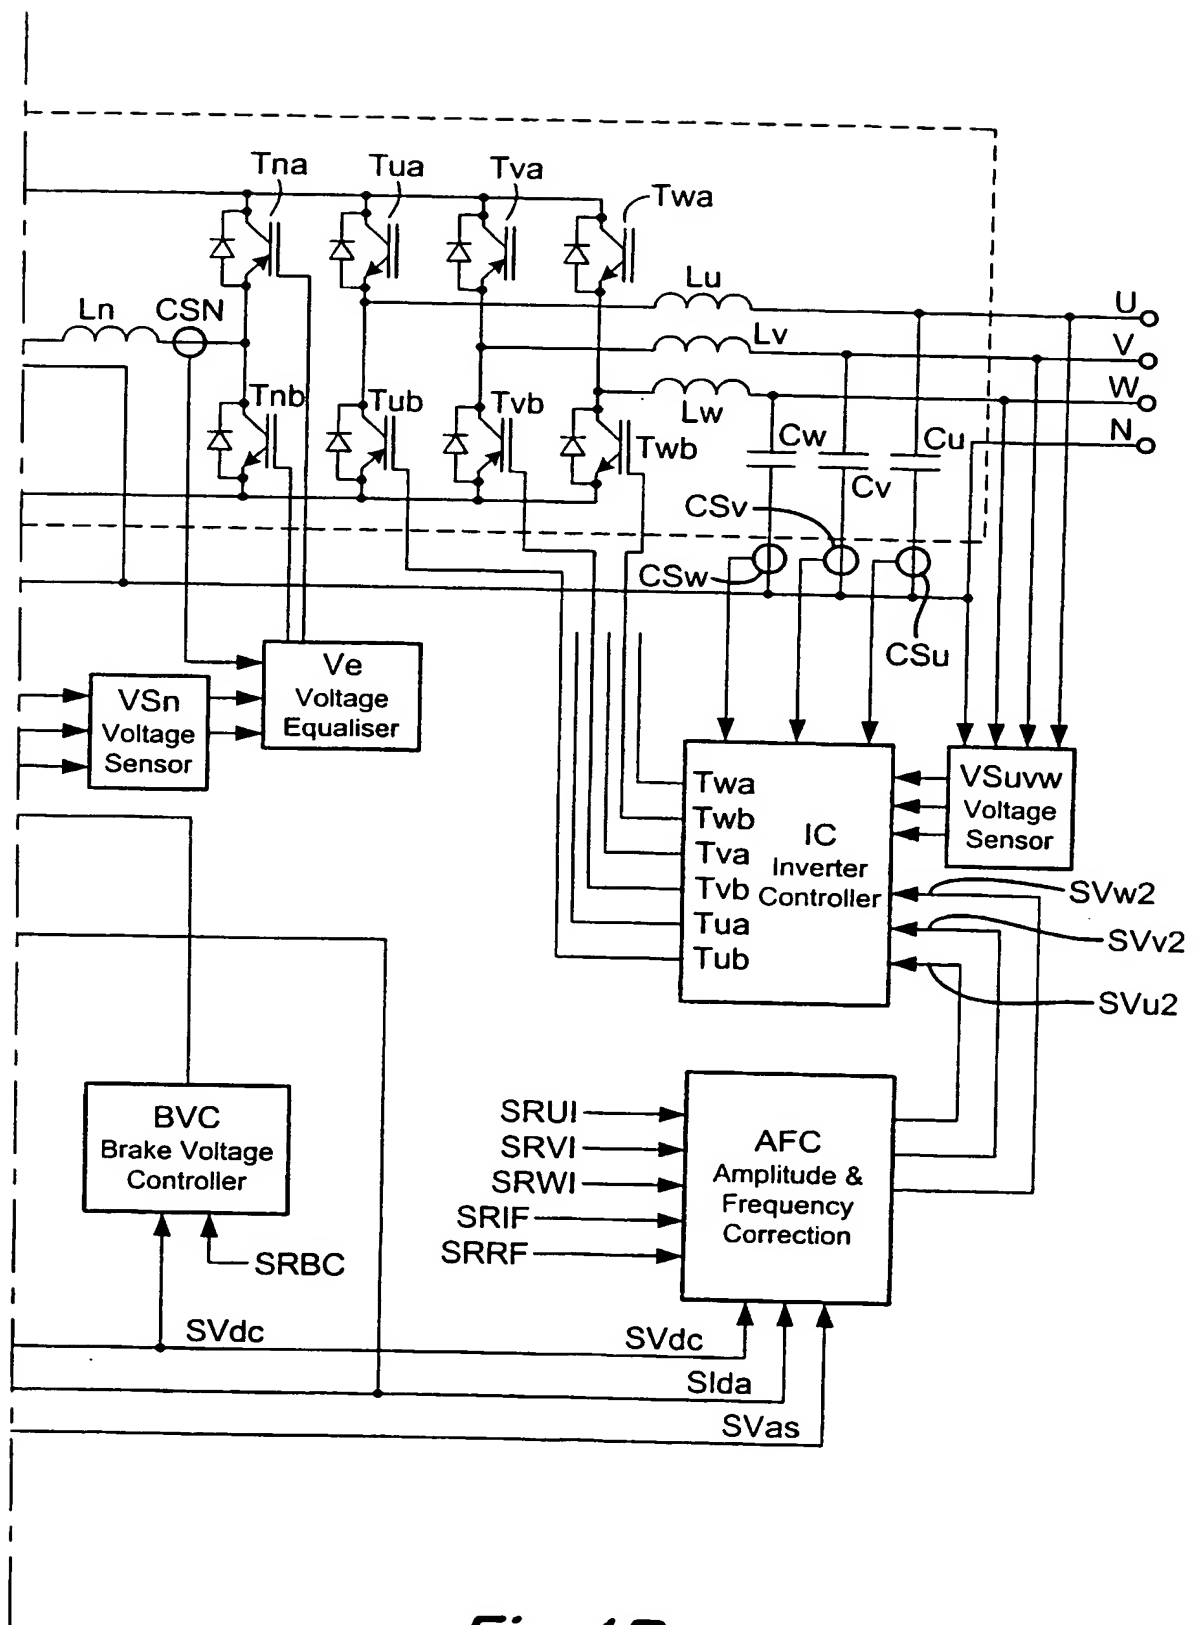 Tna
Tua
Tva
Twa
Ln
CSN
Lu
U
Lv
V
W
Lw
N
Tnb
Tub
Tvb
Twb
Cw
Cu
Cv
CSv
CSw
CSu
Ve
Voltage
Equaliser
VSn
Voltage
Sensor
Twa
Twb
Tva
Tvb
Tua
Tub
IC
Inverter
Controller
VSuvw
Voltage
Sensor
SVw2
SVv2
SVu2
BVC
Brake Voltage
Controller
SRBC
SRUI
SRVI
SRWI
SRIF
SRRF
AFC
Amplitude &
Frequency
Correction
SVdc
SVdc
SIda
SVas